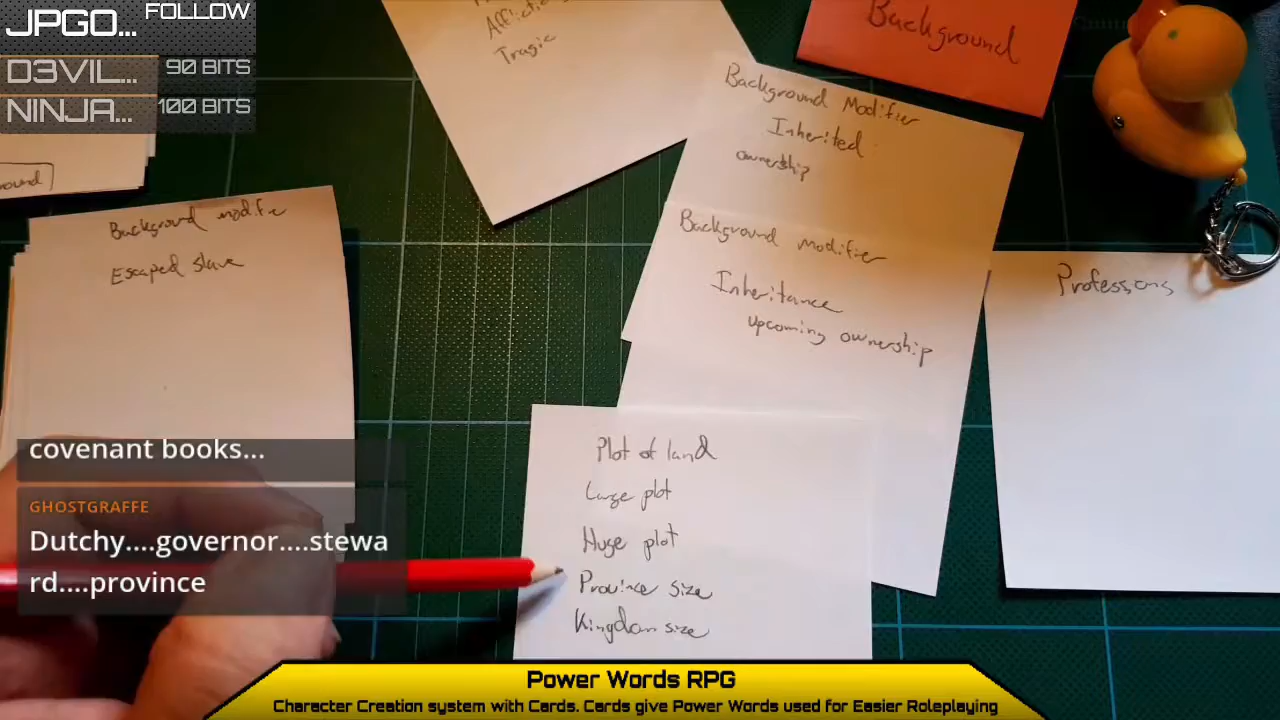 JPGO...
FOLLOW
D3VIL...
90 BITS
NINJA...
100 BITS
Tragic
Background
Background Modifier
Inherited
ownership
Background modifier
Inheritance
Upcoming ownership
Background modifie
Escaped slave
Professions
Plot of land
Large plot
Huge plot
Province size
Kingdom size
covenant books...
GHOSTGRAFFE
Dutchy....governor....stewa
rd....province
Power Words RPG
Character Creation system with Cards. Cards give Power Words used for Easier Roleplaying